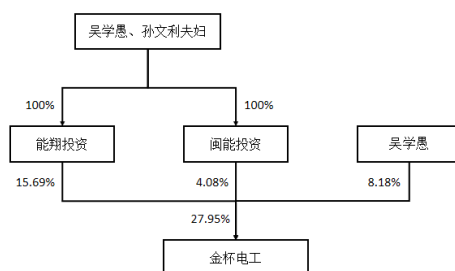 吴学愚、孙文利夫妇
100%
100%
能翔投资
闽能投资
吴学愚
15.69%
4.08%
8.18%
27.95%
金杯电工